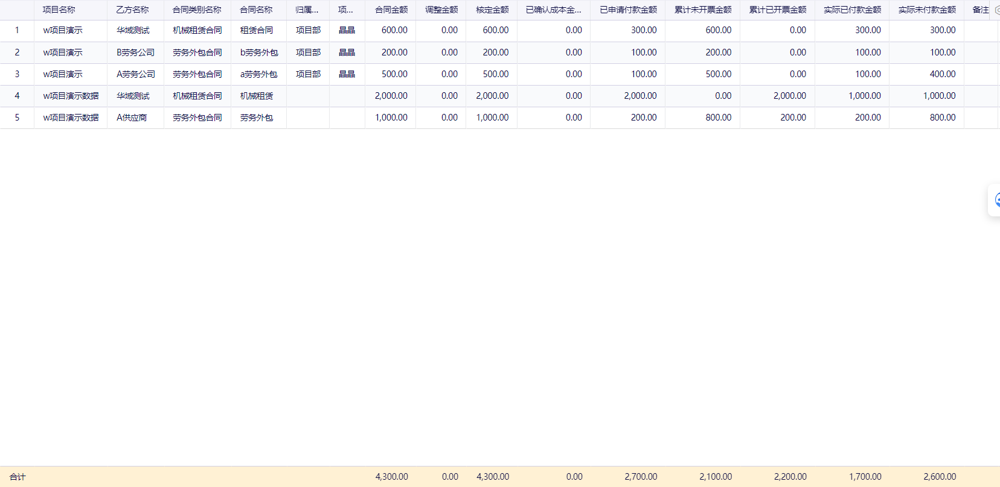 项目名称 乙方名称 合同类别名称 合同名称 归属... 项... 合同金额 调整金额 核定金额 已确认成本金... 已申请付款金额 累计未开票金额 累计已开票金额 实际已付款金额 实际未付款金额 备注
1 w项目演示 华域测试 机械租赁合同 租赁合同 项目部 晶晶 600.00 0.00 600.00 0.00 300.00 600.00 0.00 300.00 300.00
2 w项目演示 B劳务公司 劳务外包合同 b劳务外包 项目部 晶晶 200.00 0.00 200.00 0.00 100.00 200.00 0.00 100.00 100.00
3 w项目演示 A劳务公司 劳务外包合同 a劳务外包 项目部 晶晶 500.00 0.00 500.00 0.00 100.00 500.00 0.00 100.00 400.00
4 w项目演示数据 华域测试 机械租赁合同 机械租赁 2,000.00 0.00 2,000.00 0.00 2,000.00 0.00 2,000.00 1,000.00 1,000.00
5 w项目演示数据 A供应商 劳务外包合同 劳务外包 1,000.00 0.00 1,000.00 0.00 200.00 800.00 200.00 200.00 800.00
合计 4,300.00 0.00 4,300.00 0.00 2,700.00 2,100.00 2,200.00 1,700.00 2,600.00